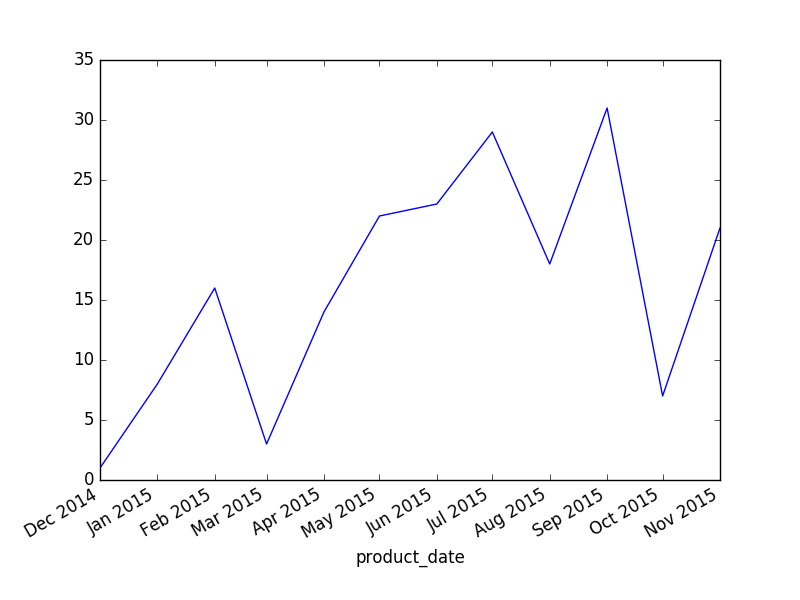 35
30
25
20
15
10
5
0
Dec 2014
Jan 2015
Feb 2015
Mar 2015
Apr 2015
May 2015
Jun 2015
Jul 2015
Aug 2015
Sep 2015
Oct 2015
Nov 2015
product_date